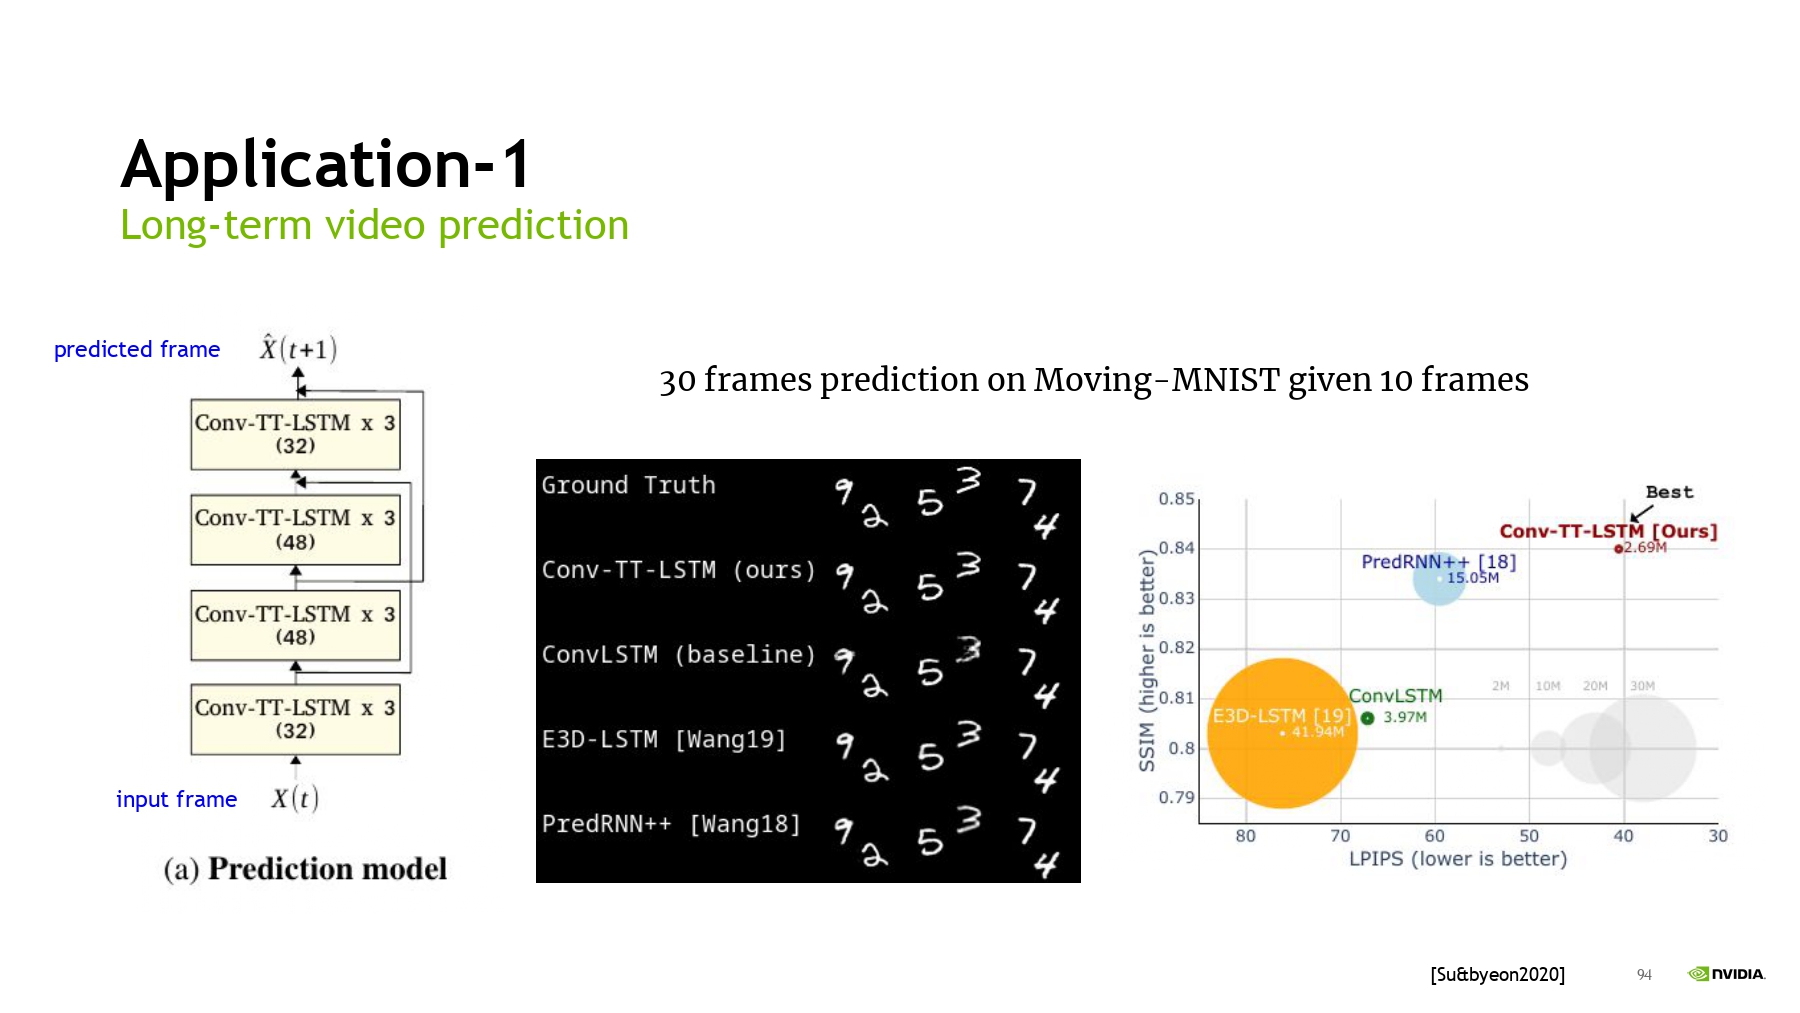 Application-1
Long-term video prediction
predicted frame
X̂(t+1)
Conv-TT-LSTM x 3
(32)
Conv-TT-LSTM x 3
(48)
Conv-TT-LSTM x 3
(48)
Conv-TT-LSTM x 3
(32)
input frame
X(t)
(a) Prediction model
30 frames prediction on Moving-MNIST given 10 frames
Ground Truth 9 2 5 3 7 4
Conv-TT-LSTM (ours) 9 2 5 3 7 4
ConvLSTM (baseline) 9 2 5 3 7 4
E3D-LSTM [Wang19] 9 2 5 3 7 4
PredRNN++ [Wang18] 9 2 5 3 7 4
Best
Conv-TT-LSTM [Ours]
2.69M
PredRNN++ [18]
15.05M
ConvLSTM
3.97M
E3D-LSTM [19]
41.94M
2M 10M 20M 30M
SSIM (higher is better)
0.85
0.84
0.83
0.82
0.81
0.8
0.79
80 70 60 50 40 30
LPIPS (lower is better)
[Su&byeon2020]
94
NVIDIA.